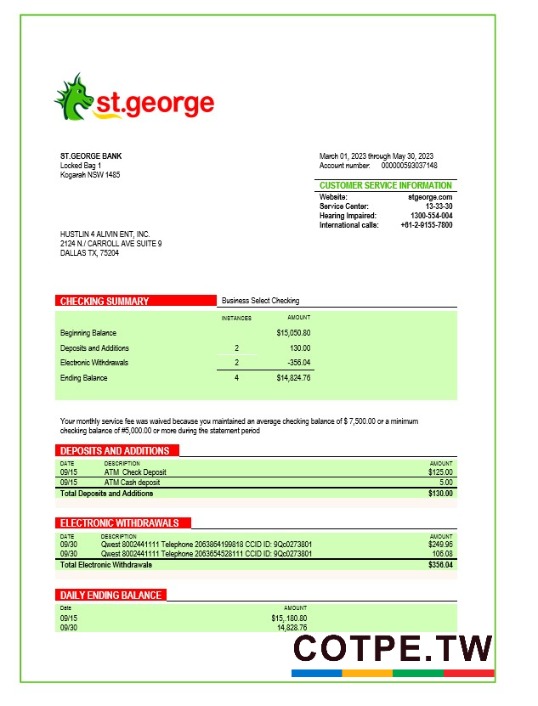 st.george
ST.GEORGE BANK
Locked Bag 1
Kogarah NSW 1485
March 01, 2023 through May 30, 2023
Account number: 000000593037148
CUSTOMER SERVICE INFORMATION
Website: stgeorge.com
Service Center: 13-33-30
Hearing Impaired: 1300-554-004
International calls: +61-2-9155-7800
HUSTLIN 4 ALIVIN ENT, INC.
2124 N./ CARROLL AVE SUITE 9
DALLAS TX, 75204
CHECKING SUMMARY Business Select Checking
INSTANCES AMOUNT
Beginning Balance $15,050.80
Deposits and Additions 2 130.00
Electronic Withdrawals 2 -356.04
Ending Balance 4 $14,824.76
Your monthly service fee was waived because you maintained an average checking balance of $ 7,500.00 or a minimum
checking balance of #5,000.00 or more during the statement period
DEPOSITS AND ADDITIONS
DATE DESCRIPTION AMOUNT
09/15 ATM Check Deposit $125.00
09/15 ATM Cash deposit 5.00
Total Deposits and Additions $130.00
ELECTRONIC WITHDRAWALS
DATE DESCRIPTION AMOUNT
09/30 Qwest 8002441111 Telephone 2063864199818 CCID ID: 9Qc0273801 $249.96
09/30 Qwest 8002441111 Telephone 2063654528111 CCID ID: 9Qc0273801 106.08
Total Electronic Withdrawals $356.04
DAILY ENDING BALANCE
Date AMOUNT
09/15 $15, 180.80
09/30 14,828.76
COTPE.TW